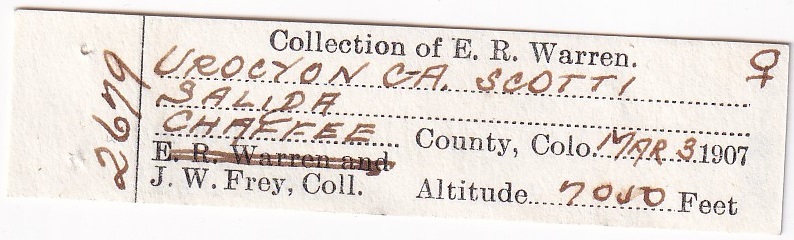 Collection of E. R. Warren. ♀
UROCYON CA. SCOTTI
SALIDA
CHAFFEE County, Colo. MAR 3 1907
E. R. Warren and
J. W. Frey, Coll. Altitude 7050 Feet
2679